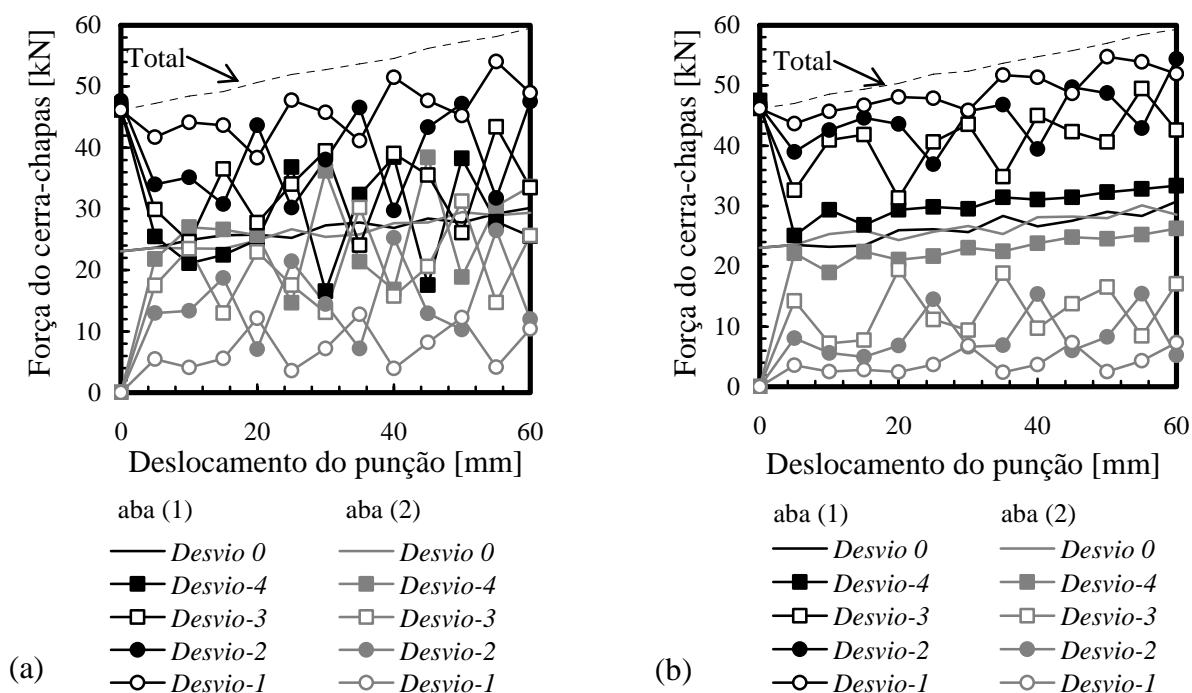 Força do cerra-chapas [kN]
60
50
40
30
20
10
0
Total
0 20 40 60
Deslocamento do punção [mm]
aba (1) aba (2)
Desvio 0 Desvio 0
Desvio-4 Desvio-4
Desvio-3 Desvio-3
Desvio-2 Desvio-2
Desvio-1 Desvio-1
(a)
Força do cerra-chapas [kN]
60
50
40
30
20
10
0
Total
0 20 40 60
Deslocamento do punção [mm]
aba (1) aba (2)
Desvio 0 Desvio 0
Desvio-4 Desvio-4
Desvio-3 Desvio-3
Desvio-2 Desvio-2
Desvio-1 Desvio-1
(b)